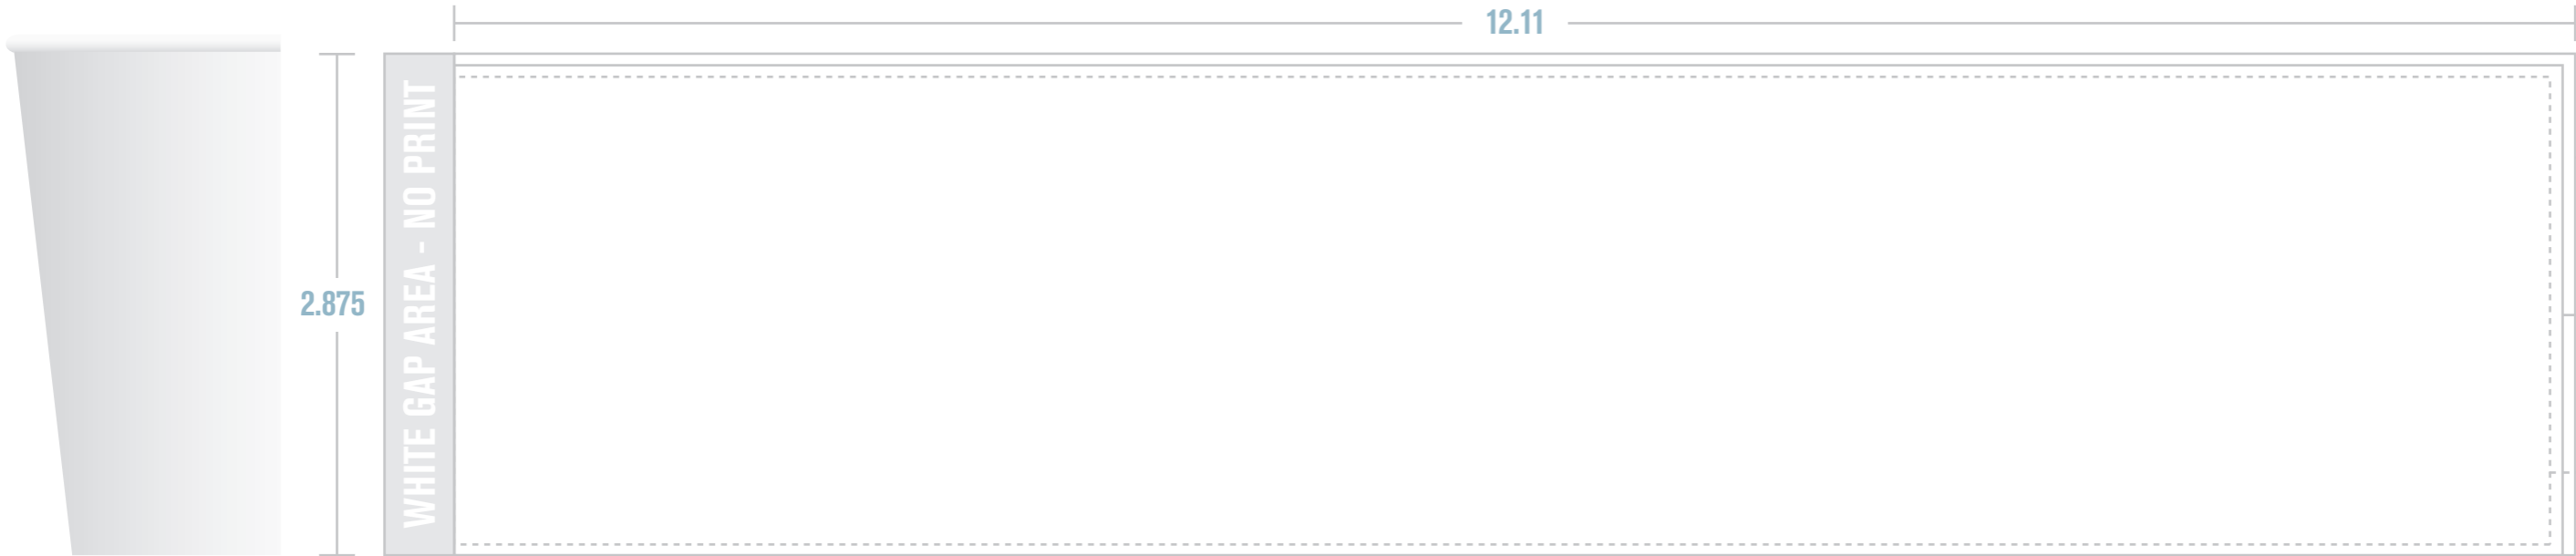 12.11
2.875
WHITE GAP AREA - NO PRINT